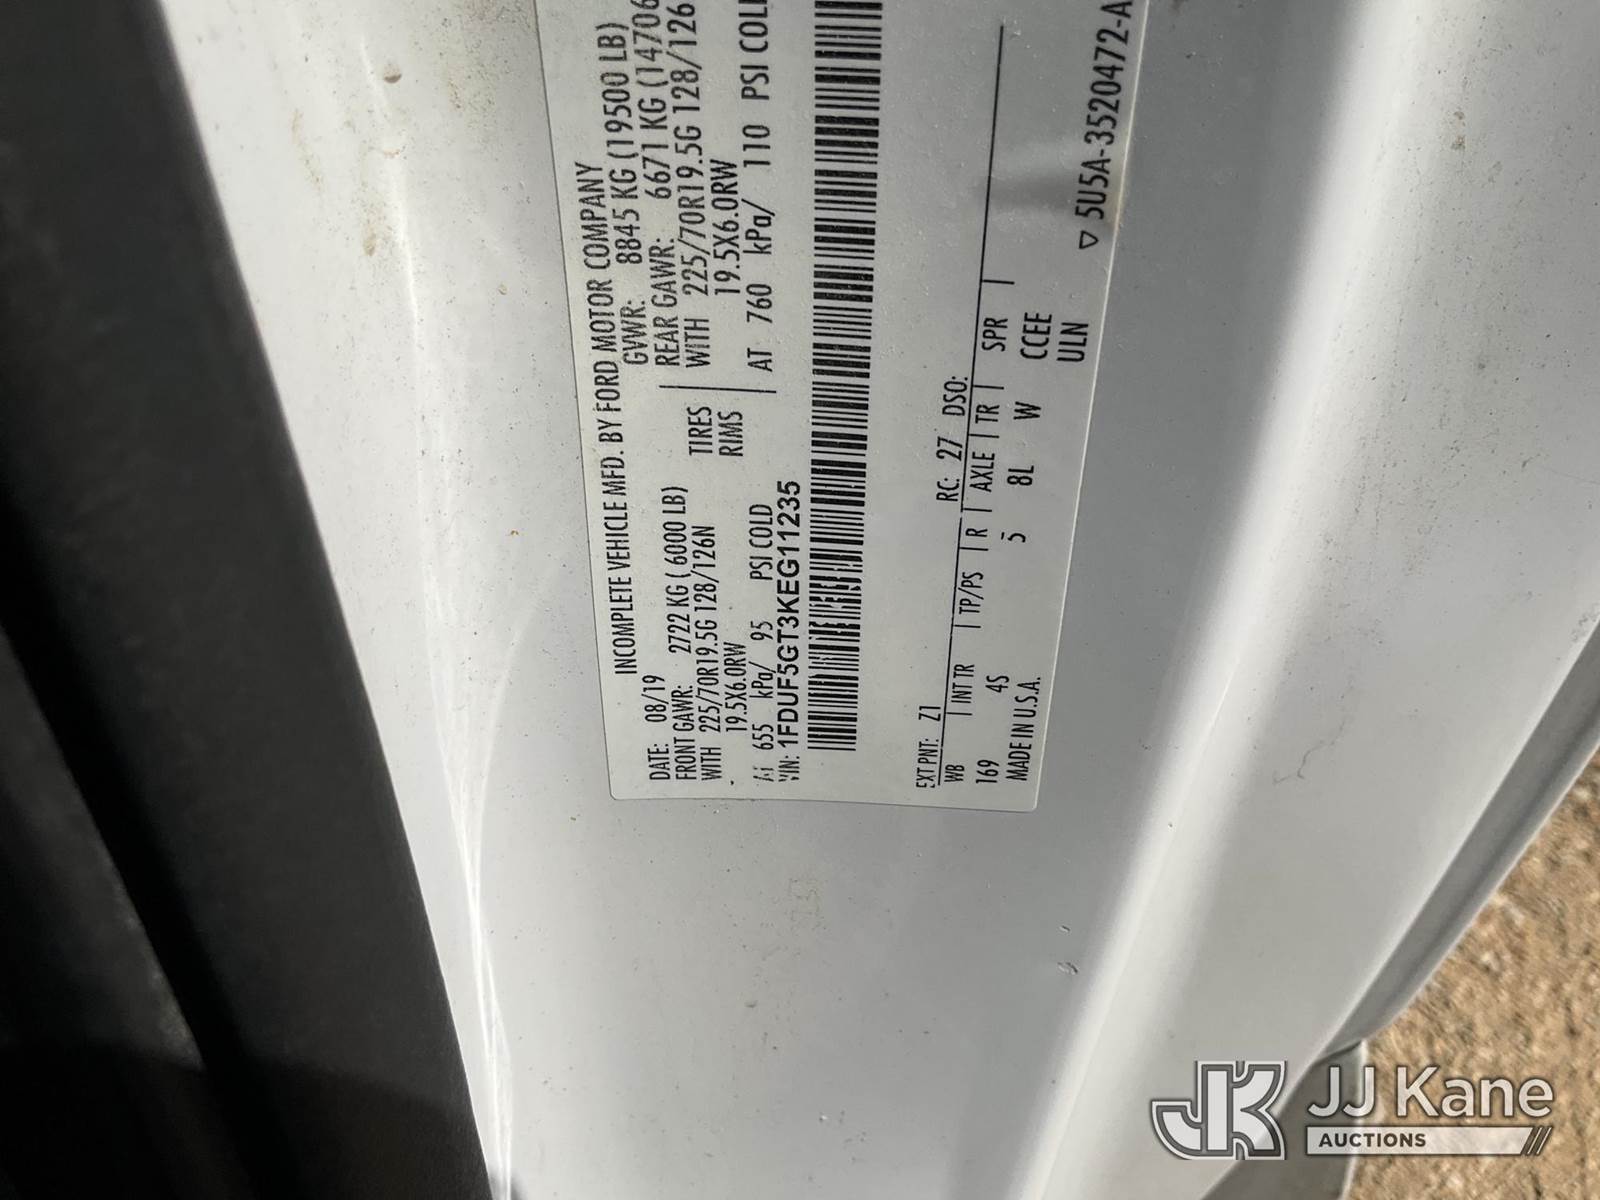 INCOMPLETE VEHICLE MFD. BY FORD MOTOR COMPANY
DATE: 08/19 GVWR: 8845 KG (19500 LB)
FRONT GAWR: 2722 KG (6000 LB) REAR GAWR: 6671 KG (14706
WITH 225/70R19.5G 128/126N TIRES WITH 225/70R19.5G 128/126
19.5X6.0RW RIMS 19.5X6.0RW
AT 655 kPa/ 95 PSI COLD AT 760 kPa/ 110 PSI COL
VIN: 1FDUF5GT3KEG11235
EXT PNT: Z1 RC: 27 DSO:
WB | INT TR | TP/PS | R | AXLE | TR | SPR |
169 4S 5 8L W CCEE
MADE IN U.S.A. ULN
▽ 5U5A-3520472-A
JK JJ Kane
AUCTIONS